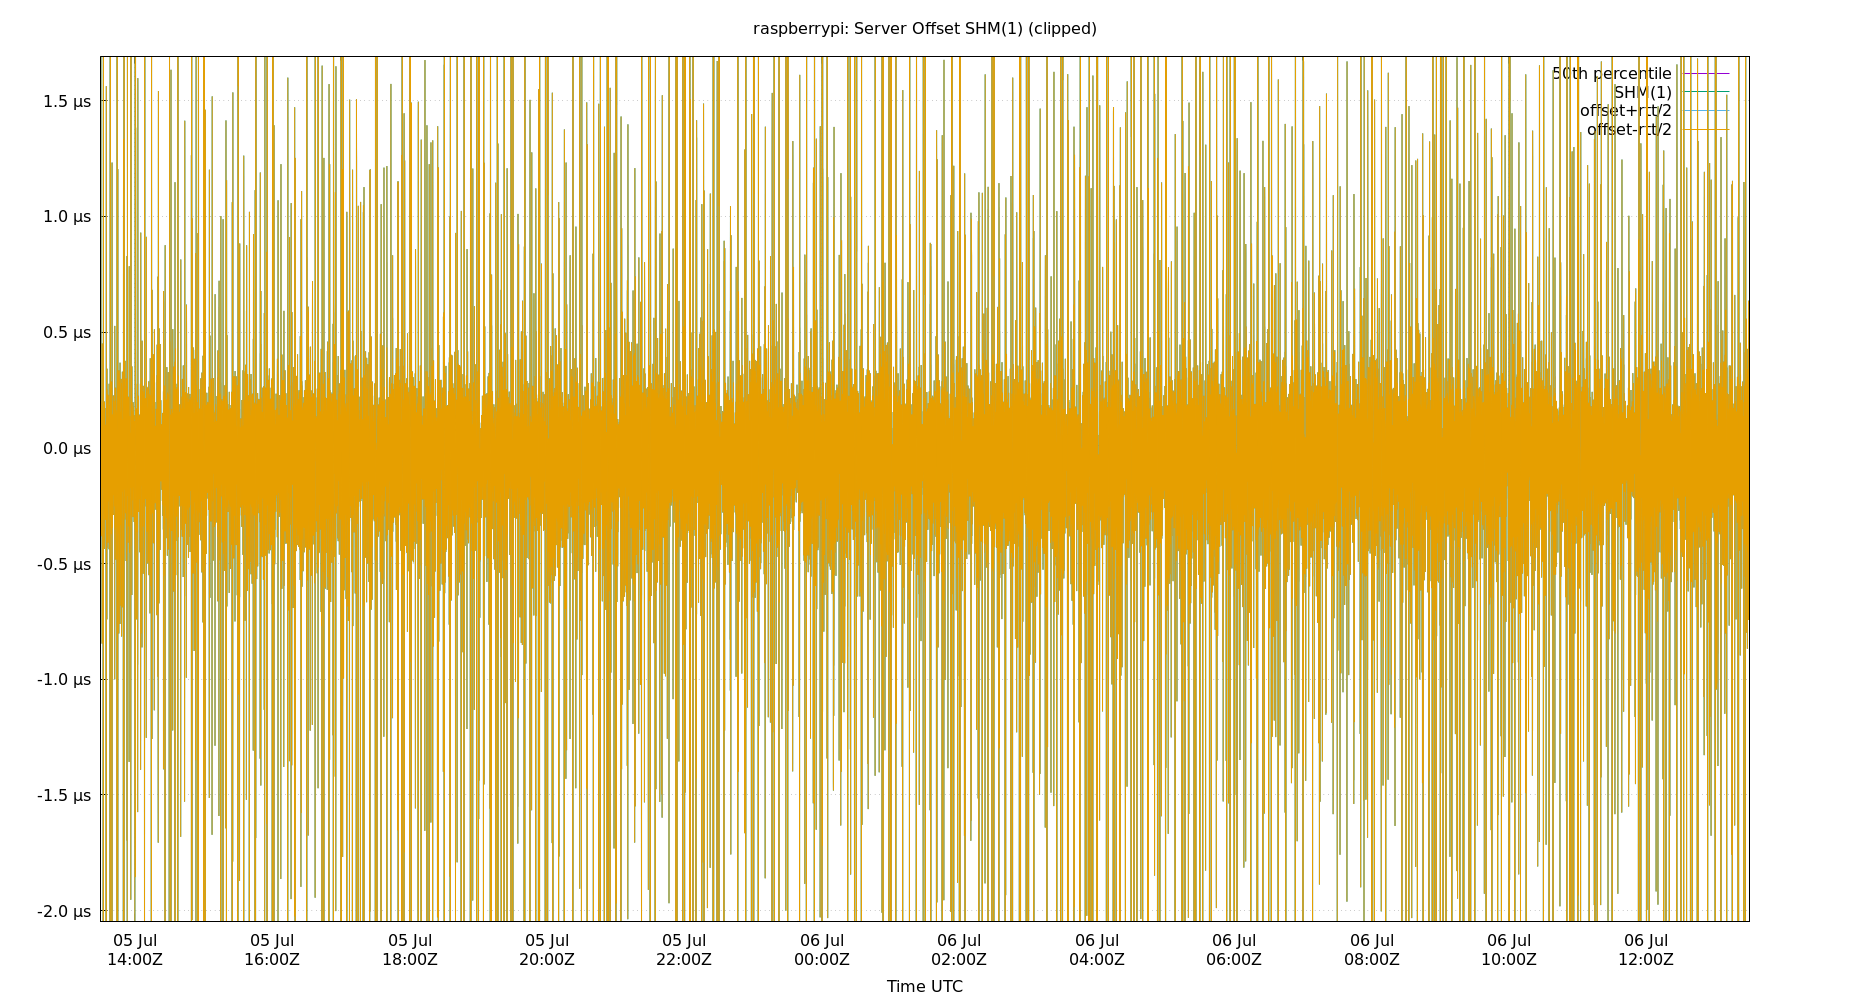 raspberrypi: Server Offset SHM(1) (clipped)
50th percentile
SHM(1)
offset+rtt/2
offset-rtt/2
1.5 µs
1.0 µs
0.5 µs
0.0 µs
-0.5 µs
-1.0 µs
-1.5 µs
-2.0 µs
05 Jul 05 Jul 05 Jul 05 Jul 05 Jul 06 Jul 06 Jul 06 Jul 06 Jul 06 Jul 06 Jul 06 Jul
14:00Z 16:00Z 18:00Z 20:00Z 22:00Z 00:00Z 02:00Z 04:00Z 06:00Z 08:00Z 10:00Z 12:00Z
Time UTC